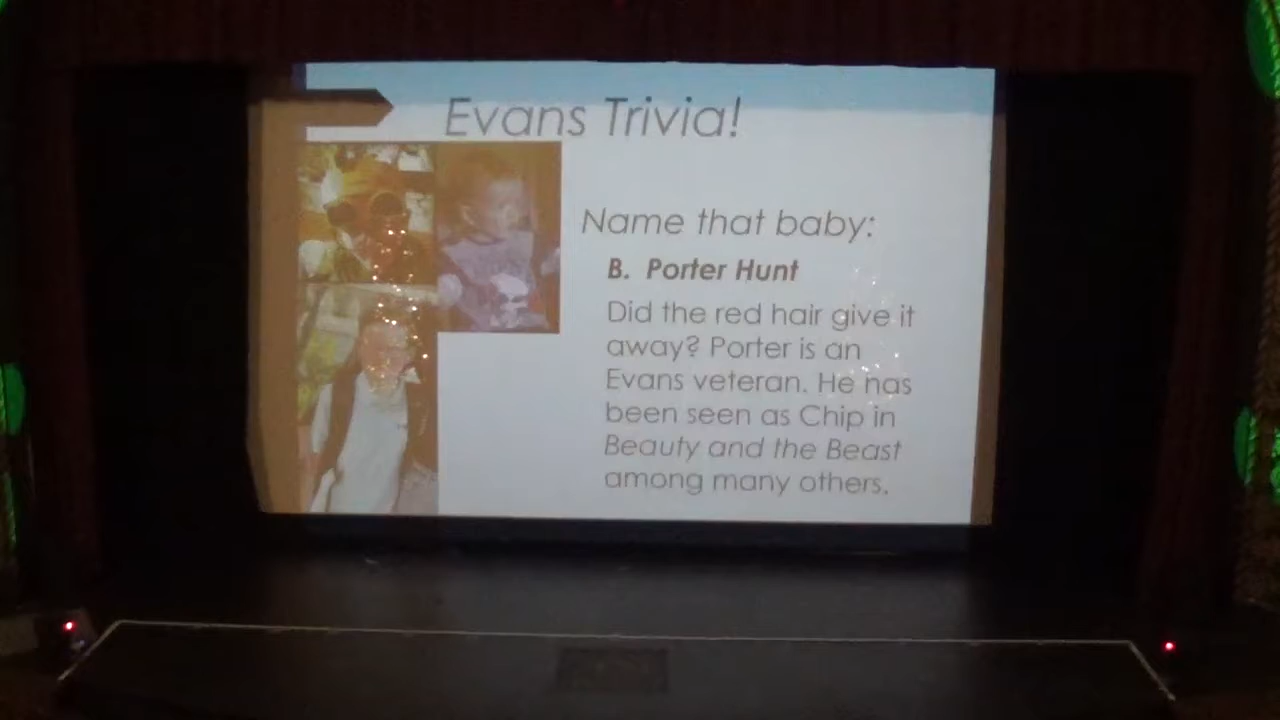 Evans Trivia!
Name that baby:
B. Porter Hunt
Did the red hair give it
away? Porter is an
Evans veteran. He has
been seen as Chip in
Beauty and the Beast
among many others.